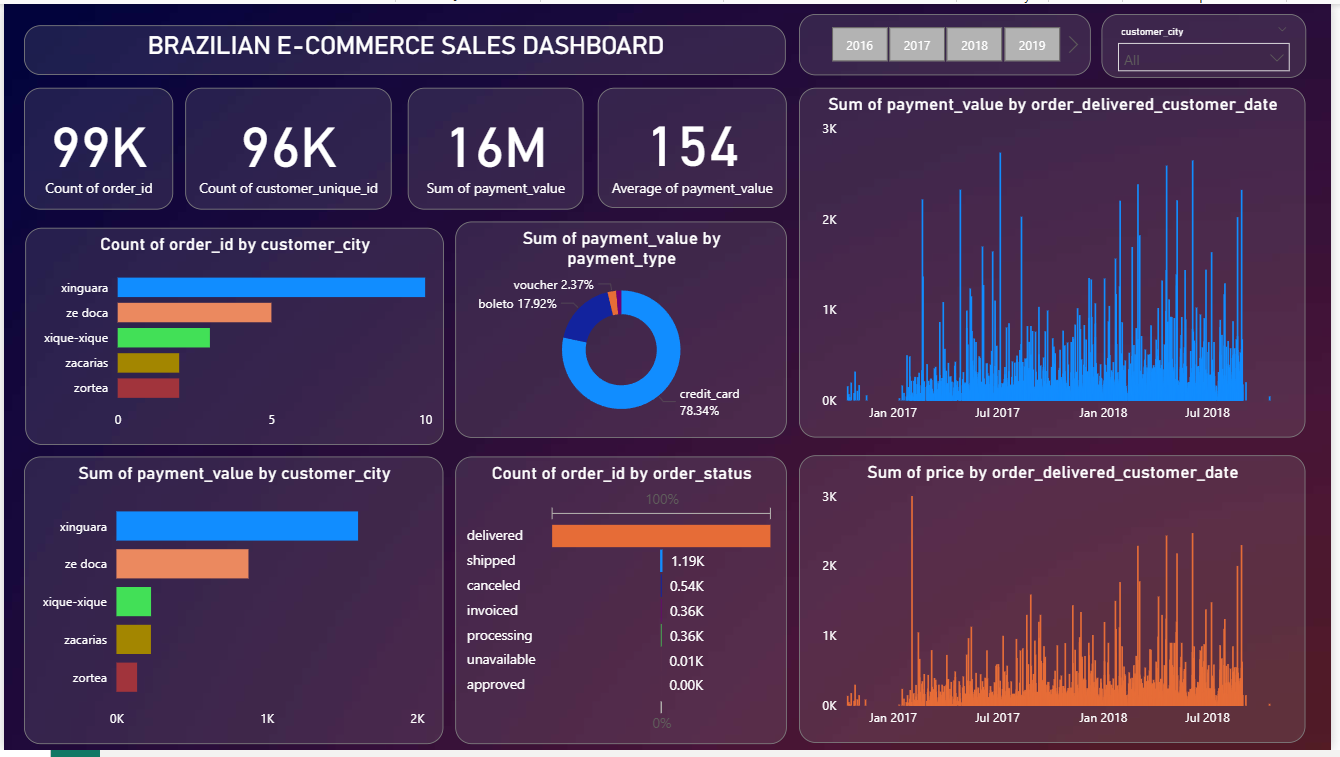 BRAZILIAN E-COMMERCE SALES DASHBOARD
2016
2017
2018
2019
customer_city
All
99K
Count of order_id
96K
Count of customer_unique_id
16M
Sum of payment_value
154
Average of payment_value
Sum of payment_value by order_delivered_customer_date
3K
2K
1K
0K
Jan 2017
Jul 2017
Jan 2018
Jul 2018
Count of order_id by customer_city
xinguara
ze doca
xique-xique
zacarias
zortea
0
5
10
Sum of payment_value by
payment_type
voucher 2.37%
boleto 17.92%
credit_card
78.34%
Sum of payment_value by customer_city
xinguara
ze doca
xique-xique
zacarias
zortea
0K
1K
2K
Count of order_id by order_status
100%
delivered
shipped
1.19K
canceled
0.54K
invoiced
0.36K
processing
0.36K
unavailable
0.01K
approved
0.00K
0%
Sum of price by order_delivered_customer_date
3K
2K
1K
0K
Jan 2017
Jul 2017
Jan 2018
Jul 2018